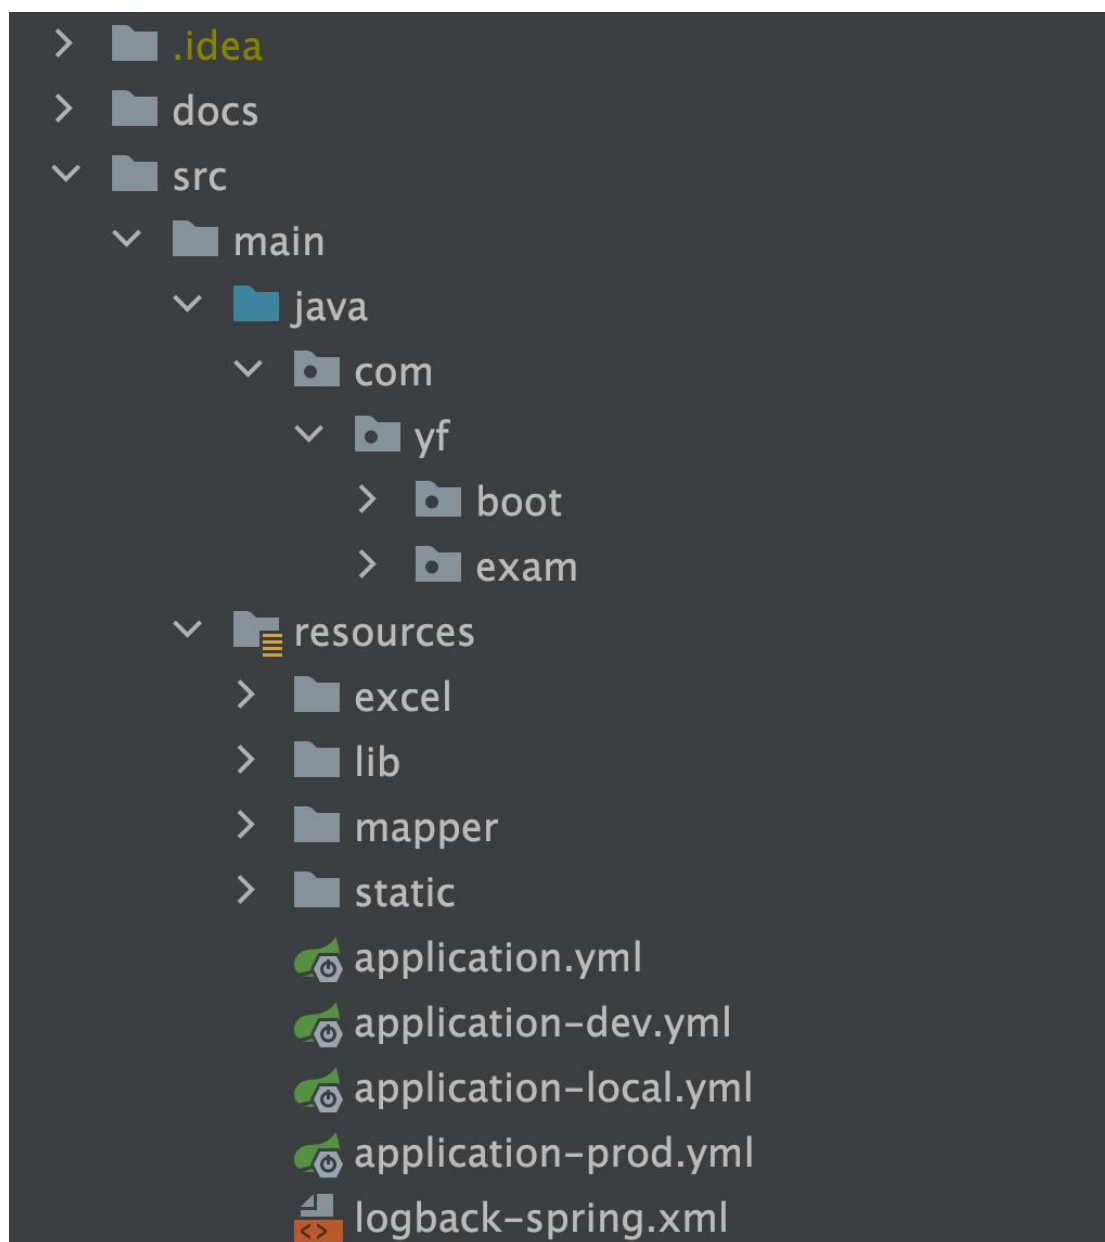 .idea
docs
src
main
java
com
yf
boot
exam
resources
excel
lib
mapper
static
application.yml
application-dev.yml
application-local.yml
application-prod.yml
logback-spring.xml